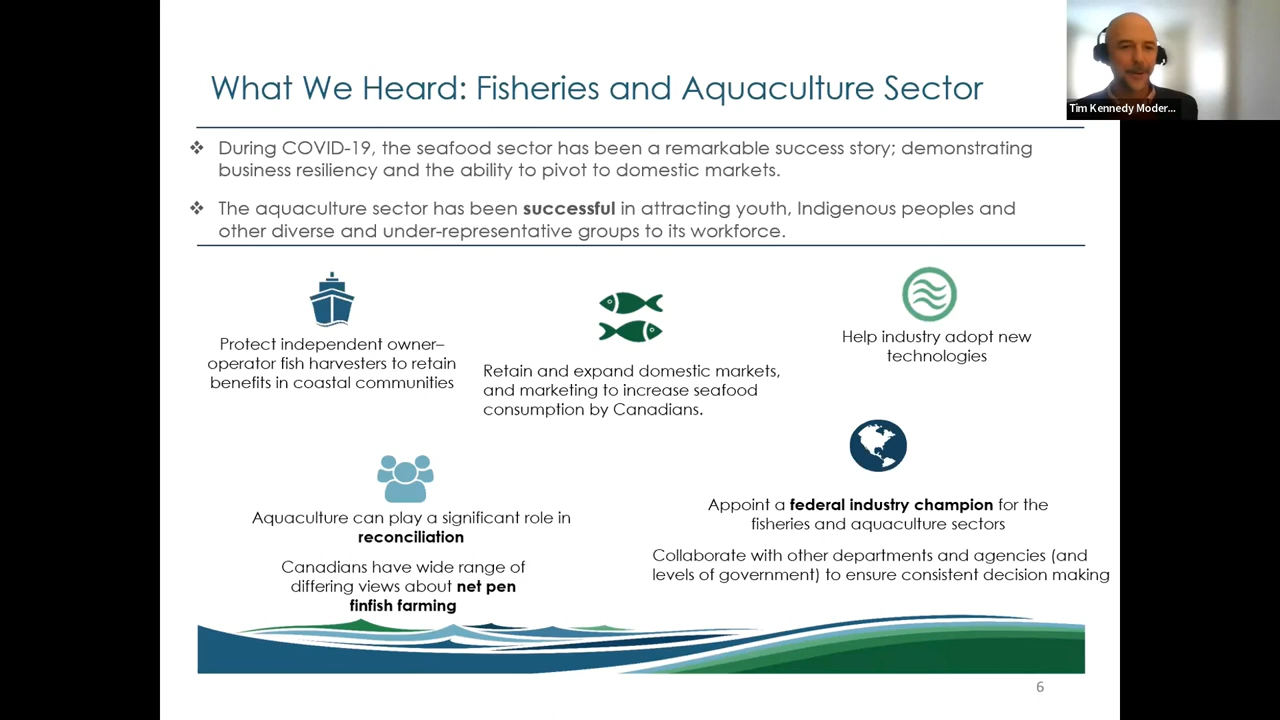 What We Heard: Fisheries and Aquaculture Sector
Tim Kennedy Moder...
❖ During COVID-19, the seafood sector has been a remarkable success story; demonstrating
business resiliency and the ability to pivot to domestic markets.
❖ The aquaculture sector has been successful in attracting youth, Indigenous peoples and
other diverse and under-representative groups to its workforce.
Protect independent owner–
operator fish harvesters to retain
benefits in coastal communities
Retain and expand domestic markets,
and marketing to increase seafood
consumption by Canadians.
Help industry adopt new
technologies
Aquaculture can play a significant role in
reconciliation
Canadians have wide range of
differing views about net pen
finfish farming
Appoint a federal industry champion for the
fisheries and aquaculture sectors
Collaborate with other departments and agencies (and
levels of government) to ensure consistent decision making
6